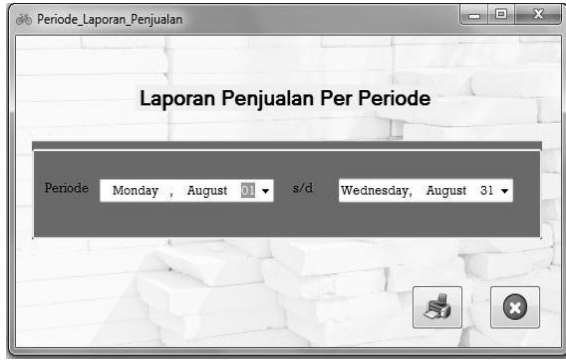 Periode_Laporan_Penjualan
Laporan Penjualan Per Periode
Periode Monday , August 01 s/d Wednesday, August 31